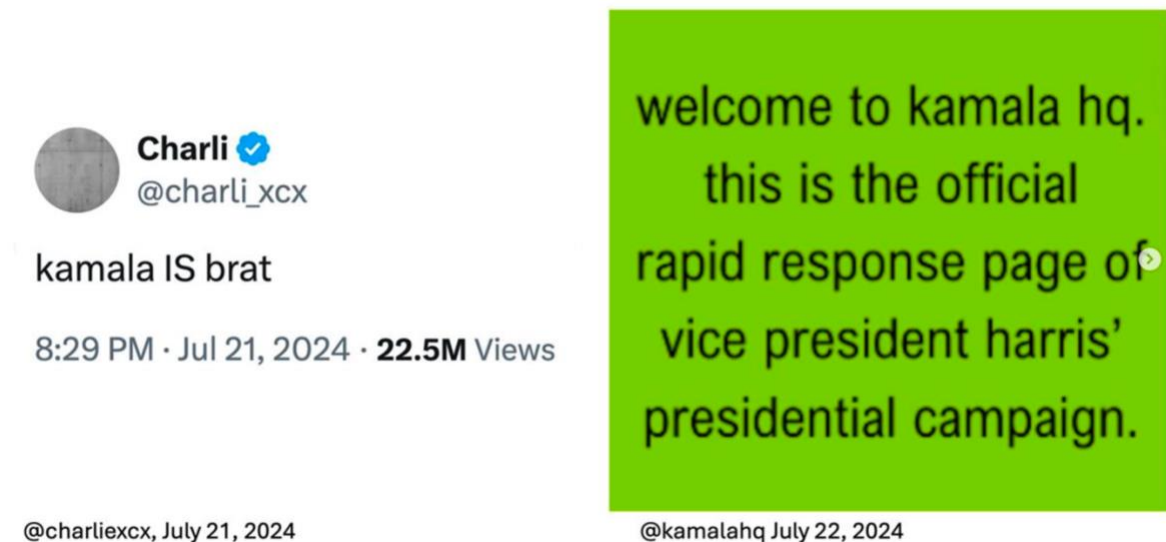 Charli
@charli_xcx
kamala IS brat
8:29 PM · Jul 21, 2024 · 22.5M Views
@charliexcx, July 21, 2024
welcome to kamala hq.
this is the official
rapid response page of
vice president harris’
presidential campaign.
@kamalahq July 22, 2024